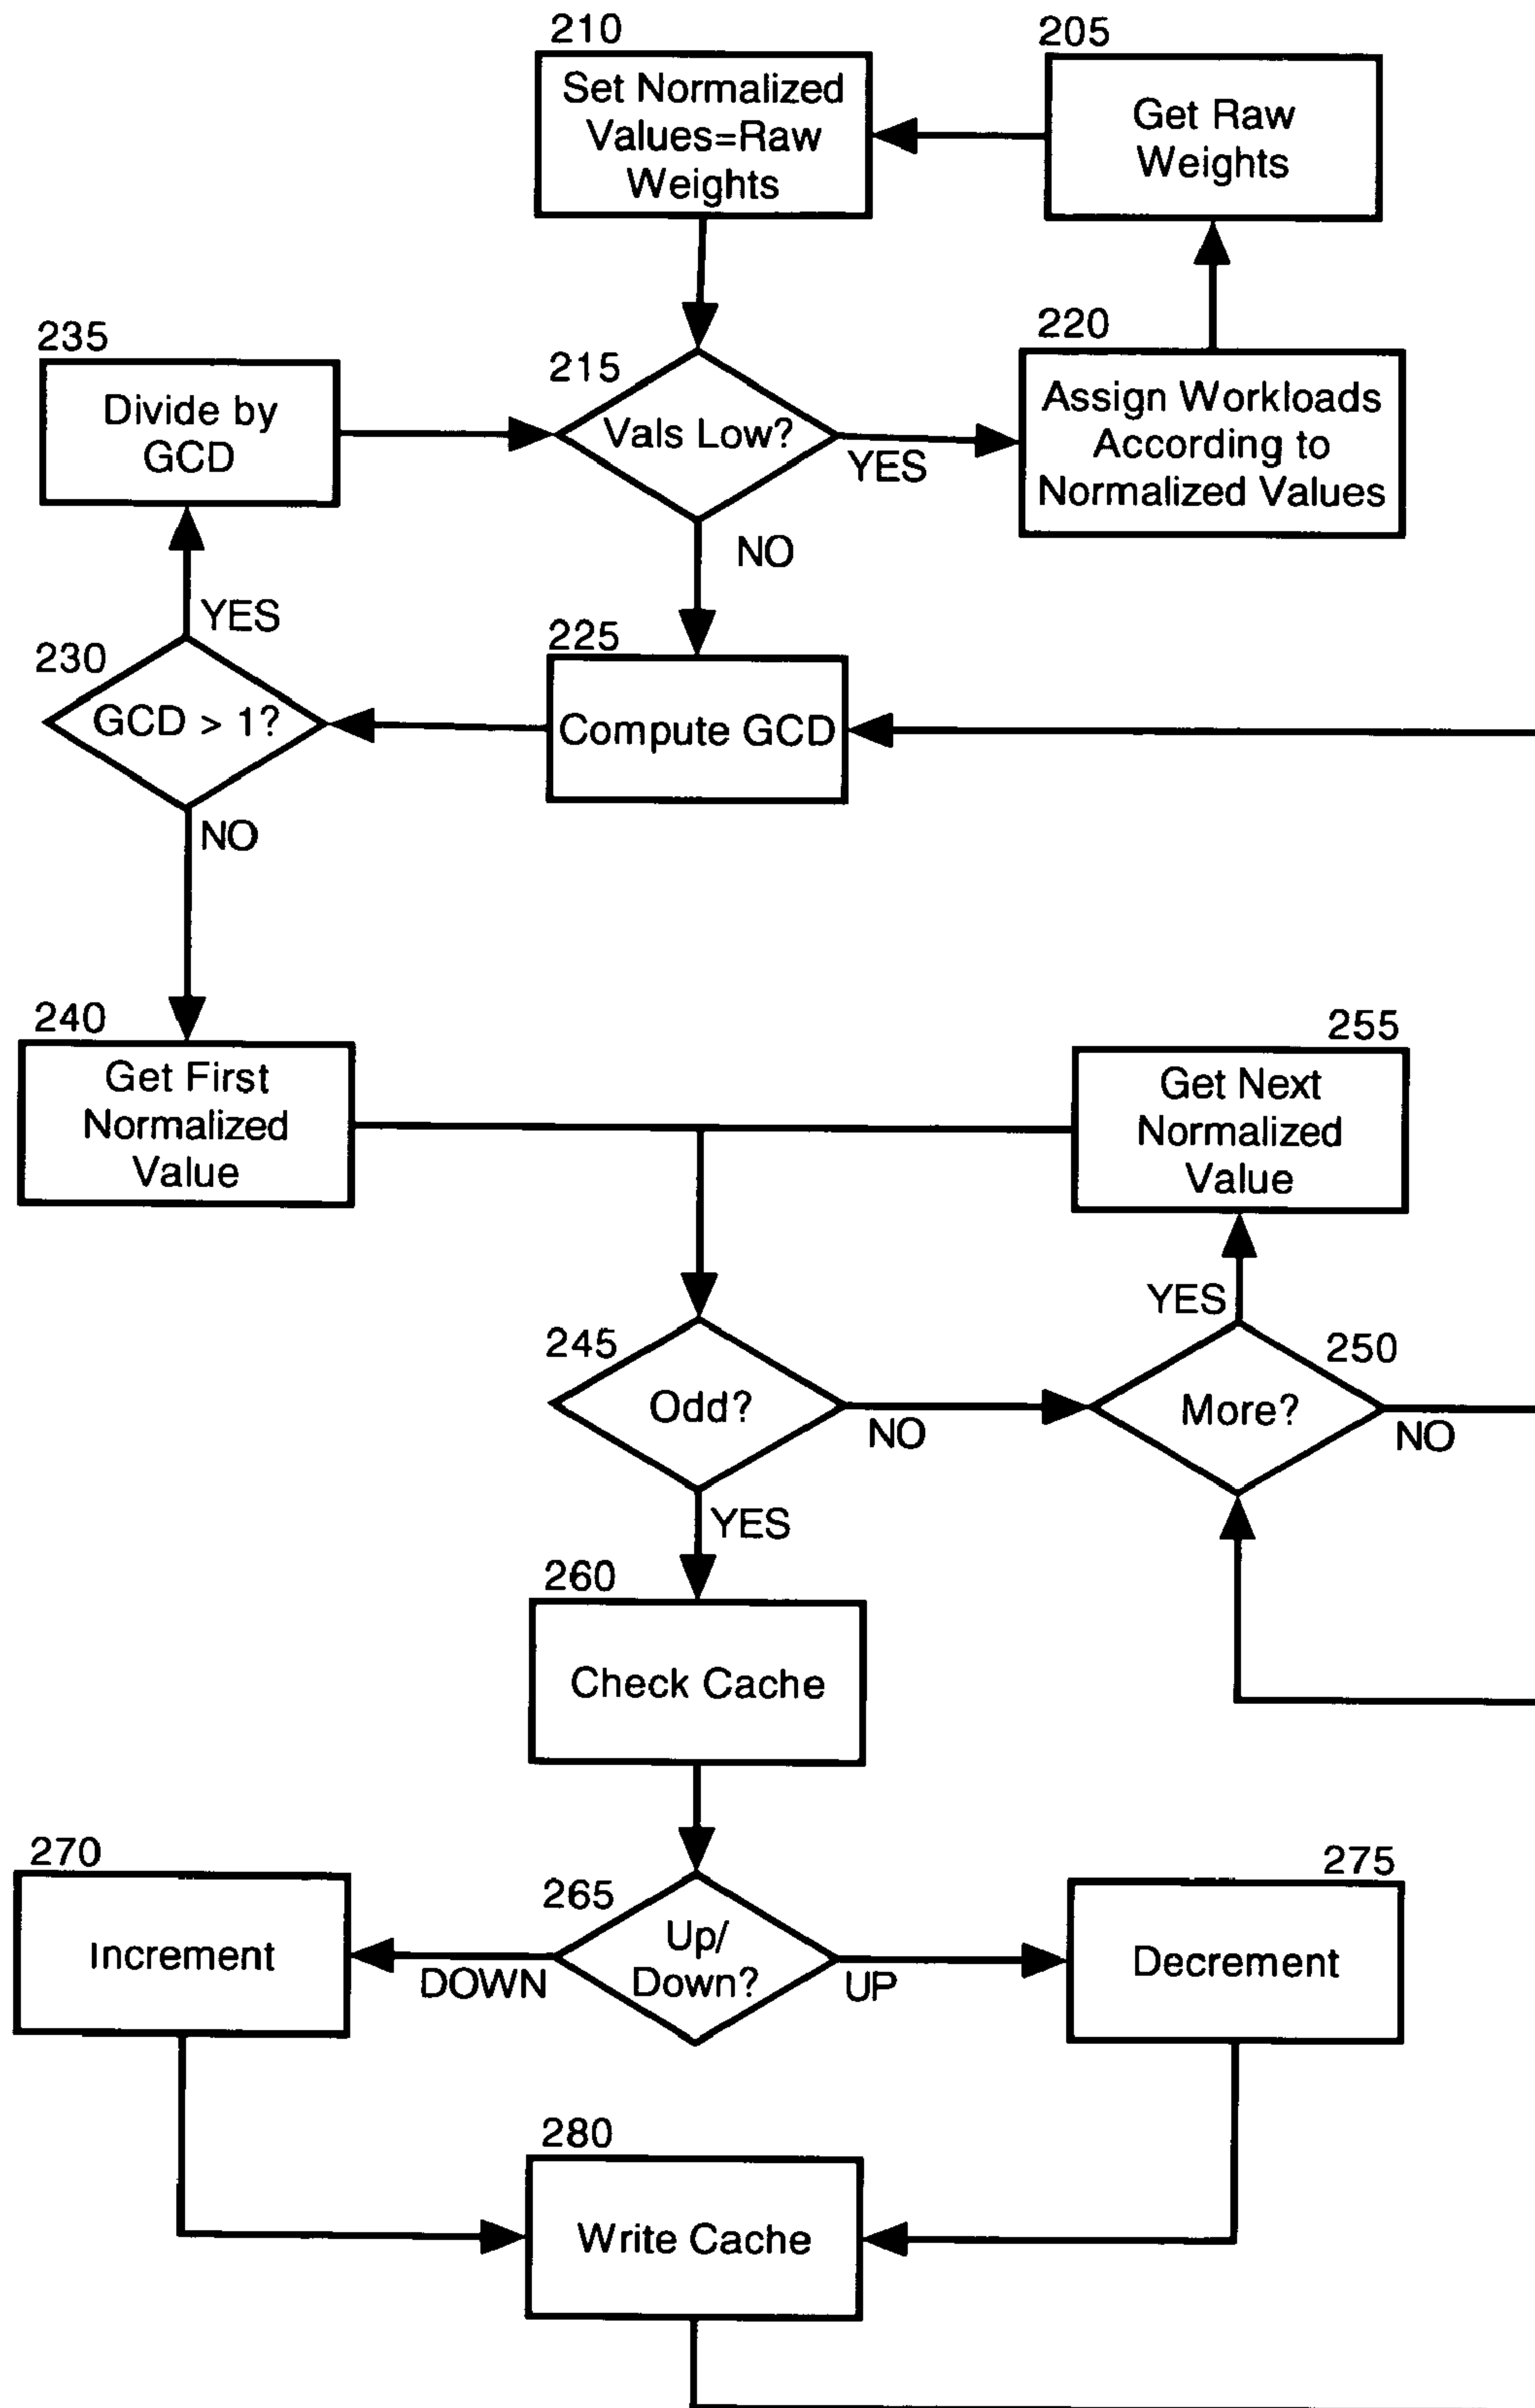 210
Set Normalized
Values=Raw
Weights
205
Get Raw
Weights
235
Divide by
GCD
215
Vals Low?
YES
220
Assign Workloads
According to
Normalized Values
NO
YES
230
GCD > 1?
225
Compute GCD
NO
240
Get First
Normalized
Value
255
Get Next
Normalized
Value
YES
245
Odd?
NO
250
More?
NO
YES
260
Check Cache
270
Increment
265
Up/
Down?
DOWN
UP
275
Decrement
280
Write Cache